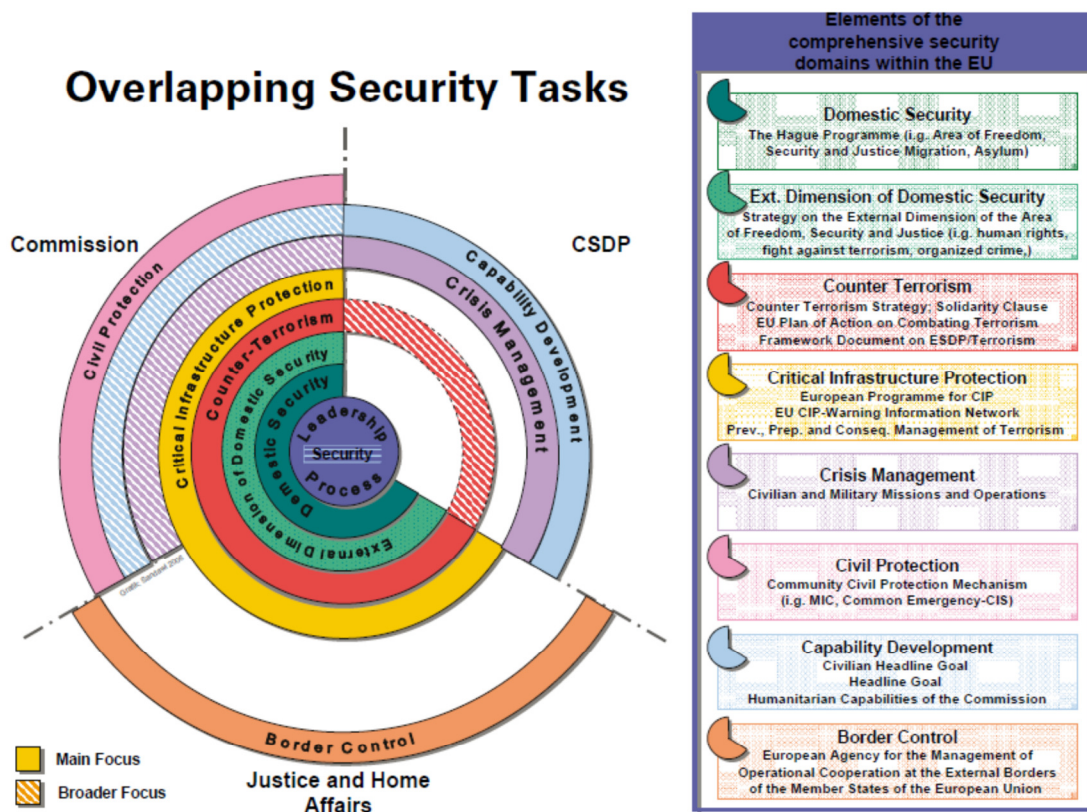 Overlapping Security Tasks
Commission
CSDP
Civil Protection
Capability Development
Crisis Management
Critical Infrastructure Protection
Counter-Terrorism
External Dimension of Domestic Security
Domestic Security
Leadership
Security
Process
Grafic: Sandawi 2006
Border Control
Justice and Home
Affairs
Main Focus
Broader Focus
Elements of the
comprehensive security
domains within the EU
Domestic Security
The Hague Programme (i.g. Area of Freedom,
Security and Justice Migration, Asylum)
Ext. Dimension of Domestic Security
Strategy on the External Dimension of the Area
of Freedom, Security and Justice (i.g. human rights,
fight against terrorism, organized crime,)
Counter Terrorism
Counter Terrorism Strategy; Solidarity Clause
EU Plan of Action on Combating Terrorism
Framework Document on ESDP/Terrorism
Critical Infrastructure Protection
European Programme for CIP
EU CIP-Warning Information Network
Prev., Prep. and Conseq. Management of Terrorism
Crisis Management
Civilian and Military Missions and Operations
Civil Protection
Community Civil Protection Mechanism
(i.g. MIC, Common Emergency-CIS)
Capability Development
Civilian Headline Goal
Headline Goal
Humanitarian Capabilities of the Commission
Border Control
European Agency for the Management of
Operational Cooperation at the External Borders
of the Member States of the European Union